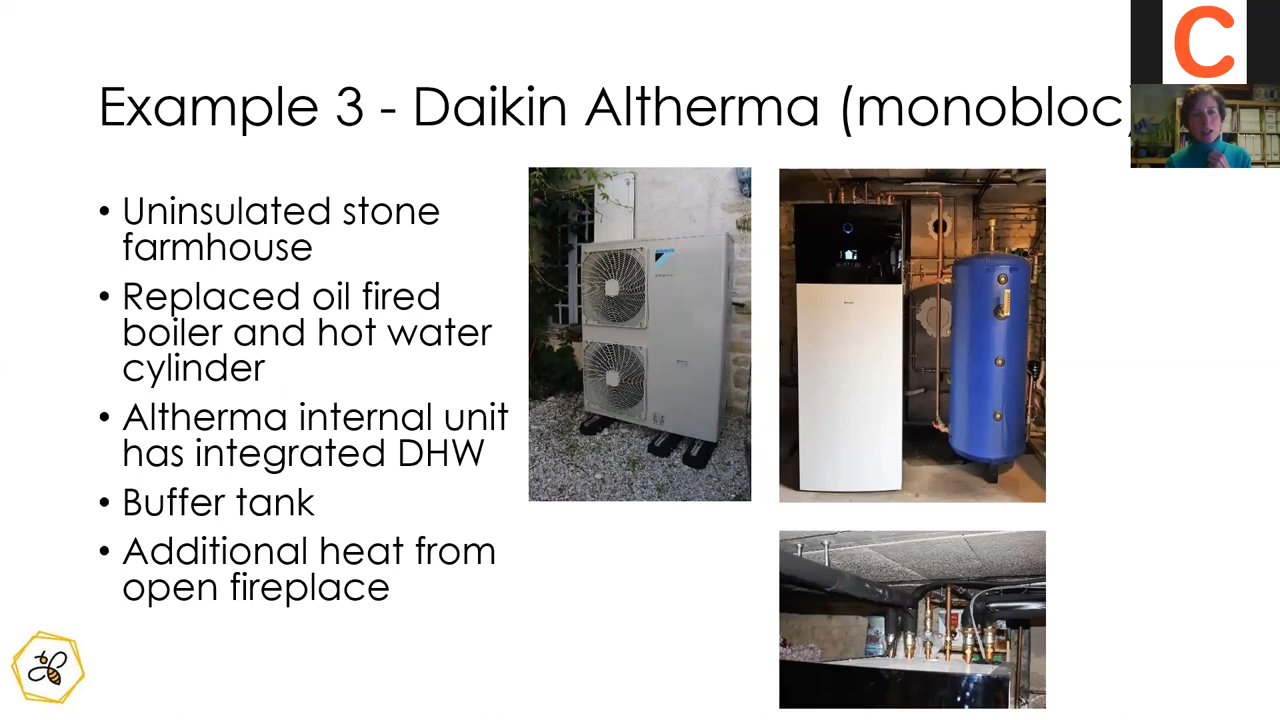 C
Example 3 - Daikin Altherma (monobloc)
• Uninsulated stone
farmhouse
• Replaced oil fired
boiler and hot water
cylinder
• Altherma internal unit
has integrated DHW
• Buffer tank
• Additional heat from
open fireplace